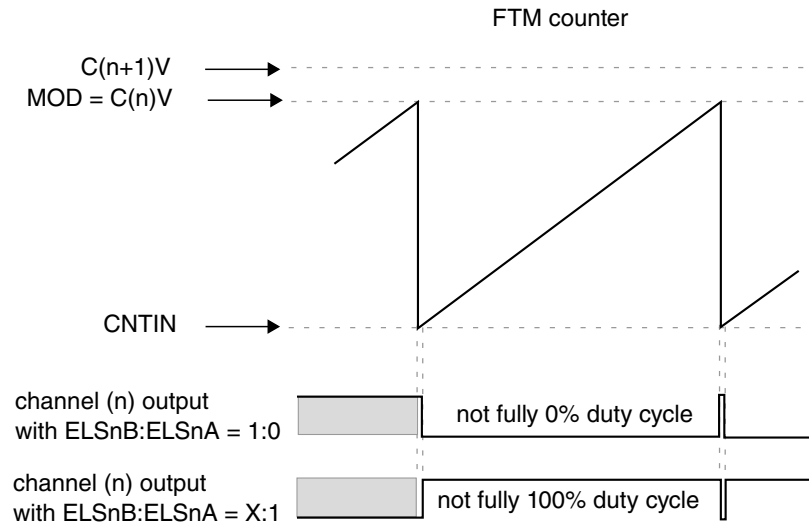 FTM counter
C(n+1)V
MOD = C(n)V
CNTIN
channel (n) output
with ELSnB:ELSnA = 1:0
not fully 0% duty cycle
channel (n) output
with ELSnB:ELSnA = X:1
not fully 100% duty cycle